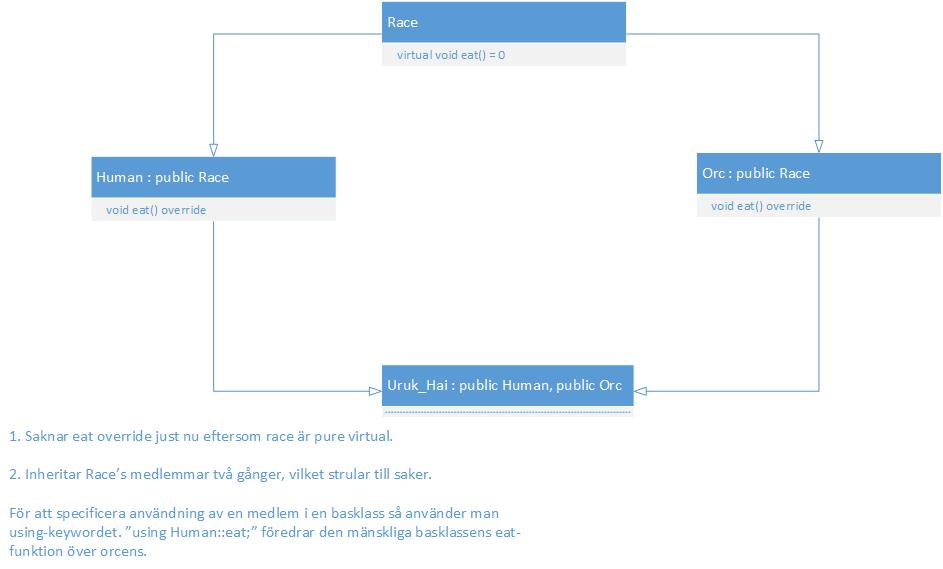 Race
virtual void eat() = 0
Human : public Race
void eat() override
Orc : public Race
void eat() override
Uruk_Hai : public Human, public Orc
1. Saknar eat override just nu eftersom race är pure virtual.
2. Inheritar Race’s medlemmar två gånger, vilket strular till saker.
För att specificera användning av en medlem i en basklass så använder man
using-keywordet. ”using Human::eat;” föredrar den mänskliga basklassens eat-
funktion över orcens.